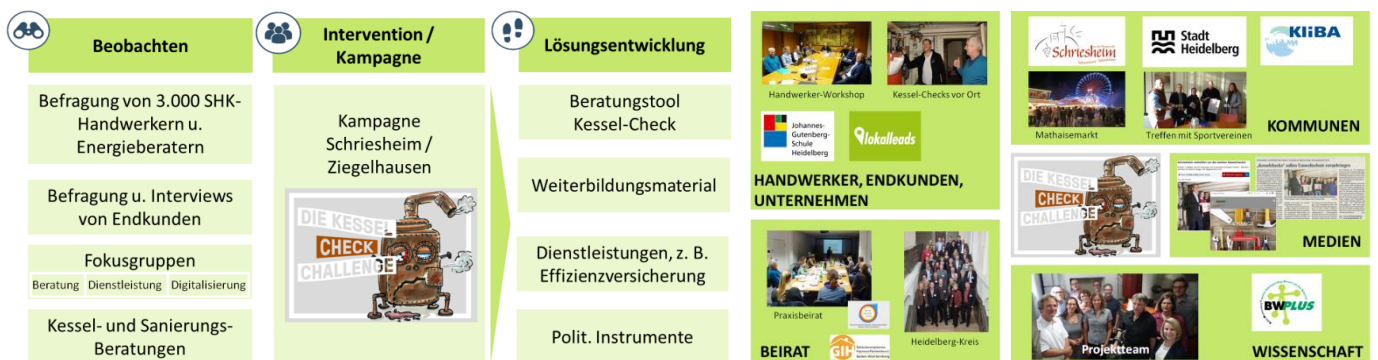 Beobachten
Befragung von 3.000 SHK-
Handwerkern u.
Energieberatern
Befragung u. Interviews
von Endkunden
Fokusgruppen
Beratung Dienstleistung Digitalisierung
Kessel- und Sanierungs-
Beratungen
Intervention /
Kampagne
Kampagne
Schriesheim /
Ziegelhausen
DIE KESSEL
CHECK
CHALLENGE
Lösungsentwicklung
Beratungstool
Kessel-Check
Weiterbildungsmaterial
Dienstleistungen, z. B.
Effizienzversicherung
Polit. Instrumente
Handwerker-Workshop
Kessel-Checks vor Ort
Johannes-
Gutenberg-
Schule
Heidelberg
lokalleads
HANDWERKER, ENDKUNDEN,
UNTERNEHMEN
Praxisbeirat
Heidelberg-Kreis
GIH
BEIRAT
Schriesheim
Stadt
Heidelberg
KLiBA
Mathaisemarkt
Treffen mit Sportvereinen
KOMMUNEN
DIE KESSEL
CHECK
CHALLENGE
MEDIEN
Projektteam
BWPLUS
WISSENSCHAFT